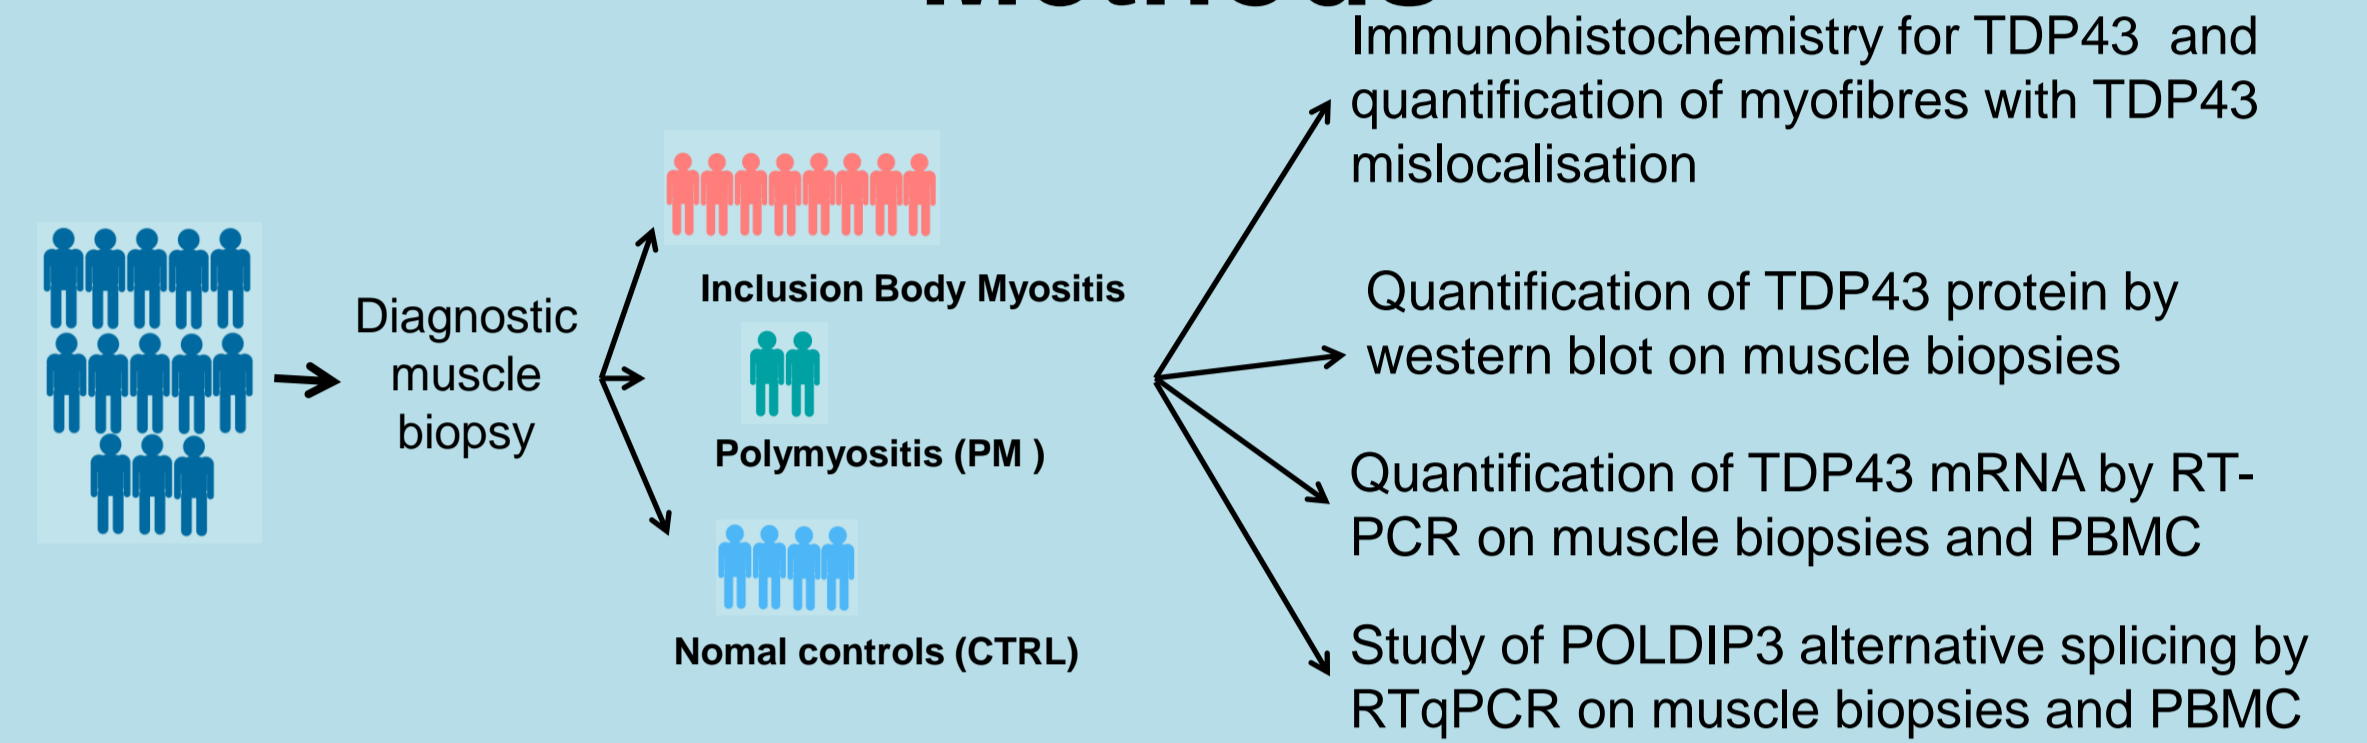 Methods
Immunohistochemistry for TDP43 and
quantification of myofibres with TDP43
mislocalisation
Diagnostic
muscle
biopsy
Inclusion Body Myositis
Polymyositis (PM )
Nomal controls (CTRL)
Quantification of TDP43 protein by
western blot on muscle biopsies
Quantification of TDP43 mRNA by RT-
PCR on muscle biopsies and PBMC
Study of POLDIP3 alternative splicing by
RTqPCR on muscle biopsies and PBMC